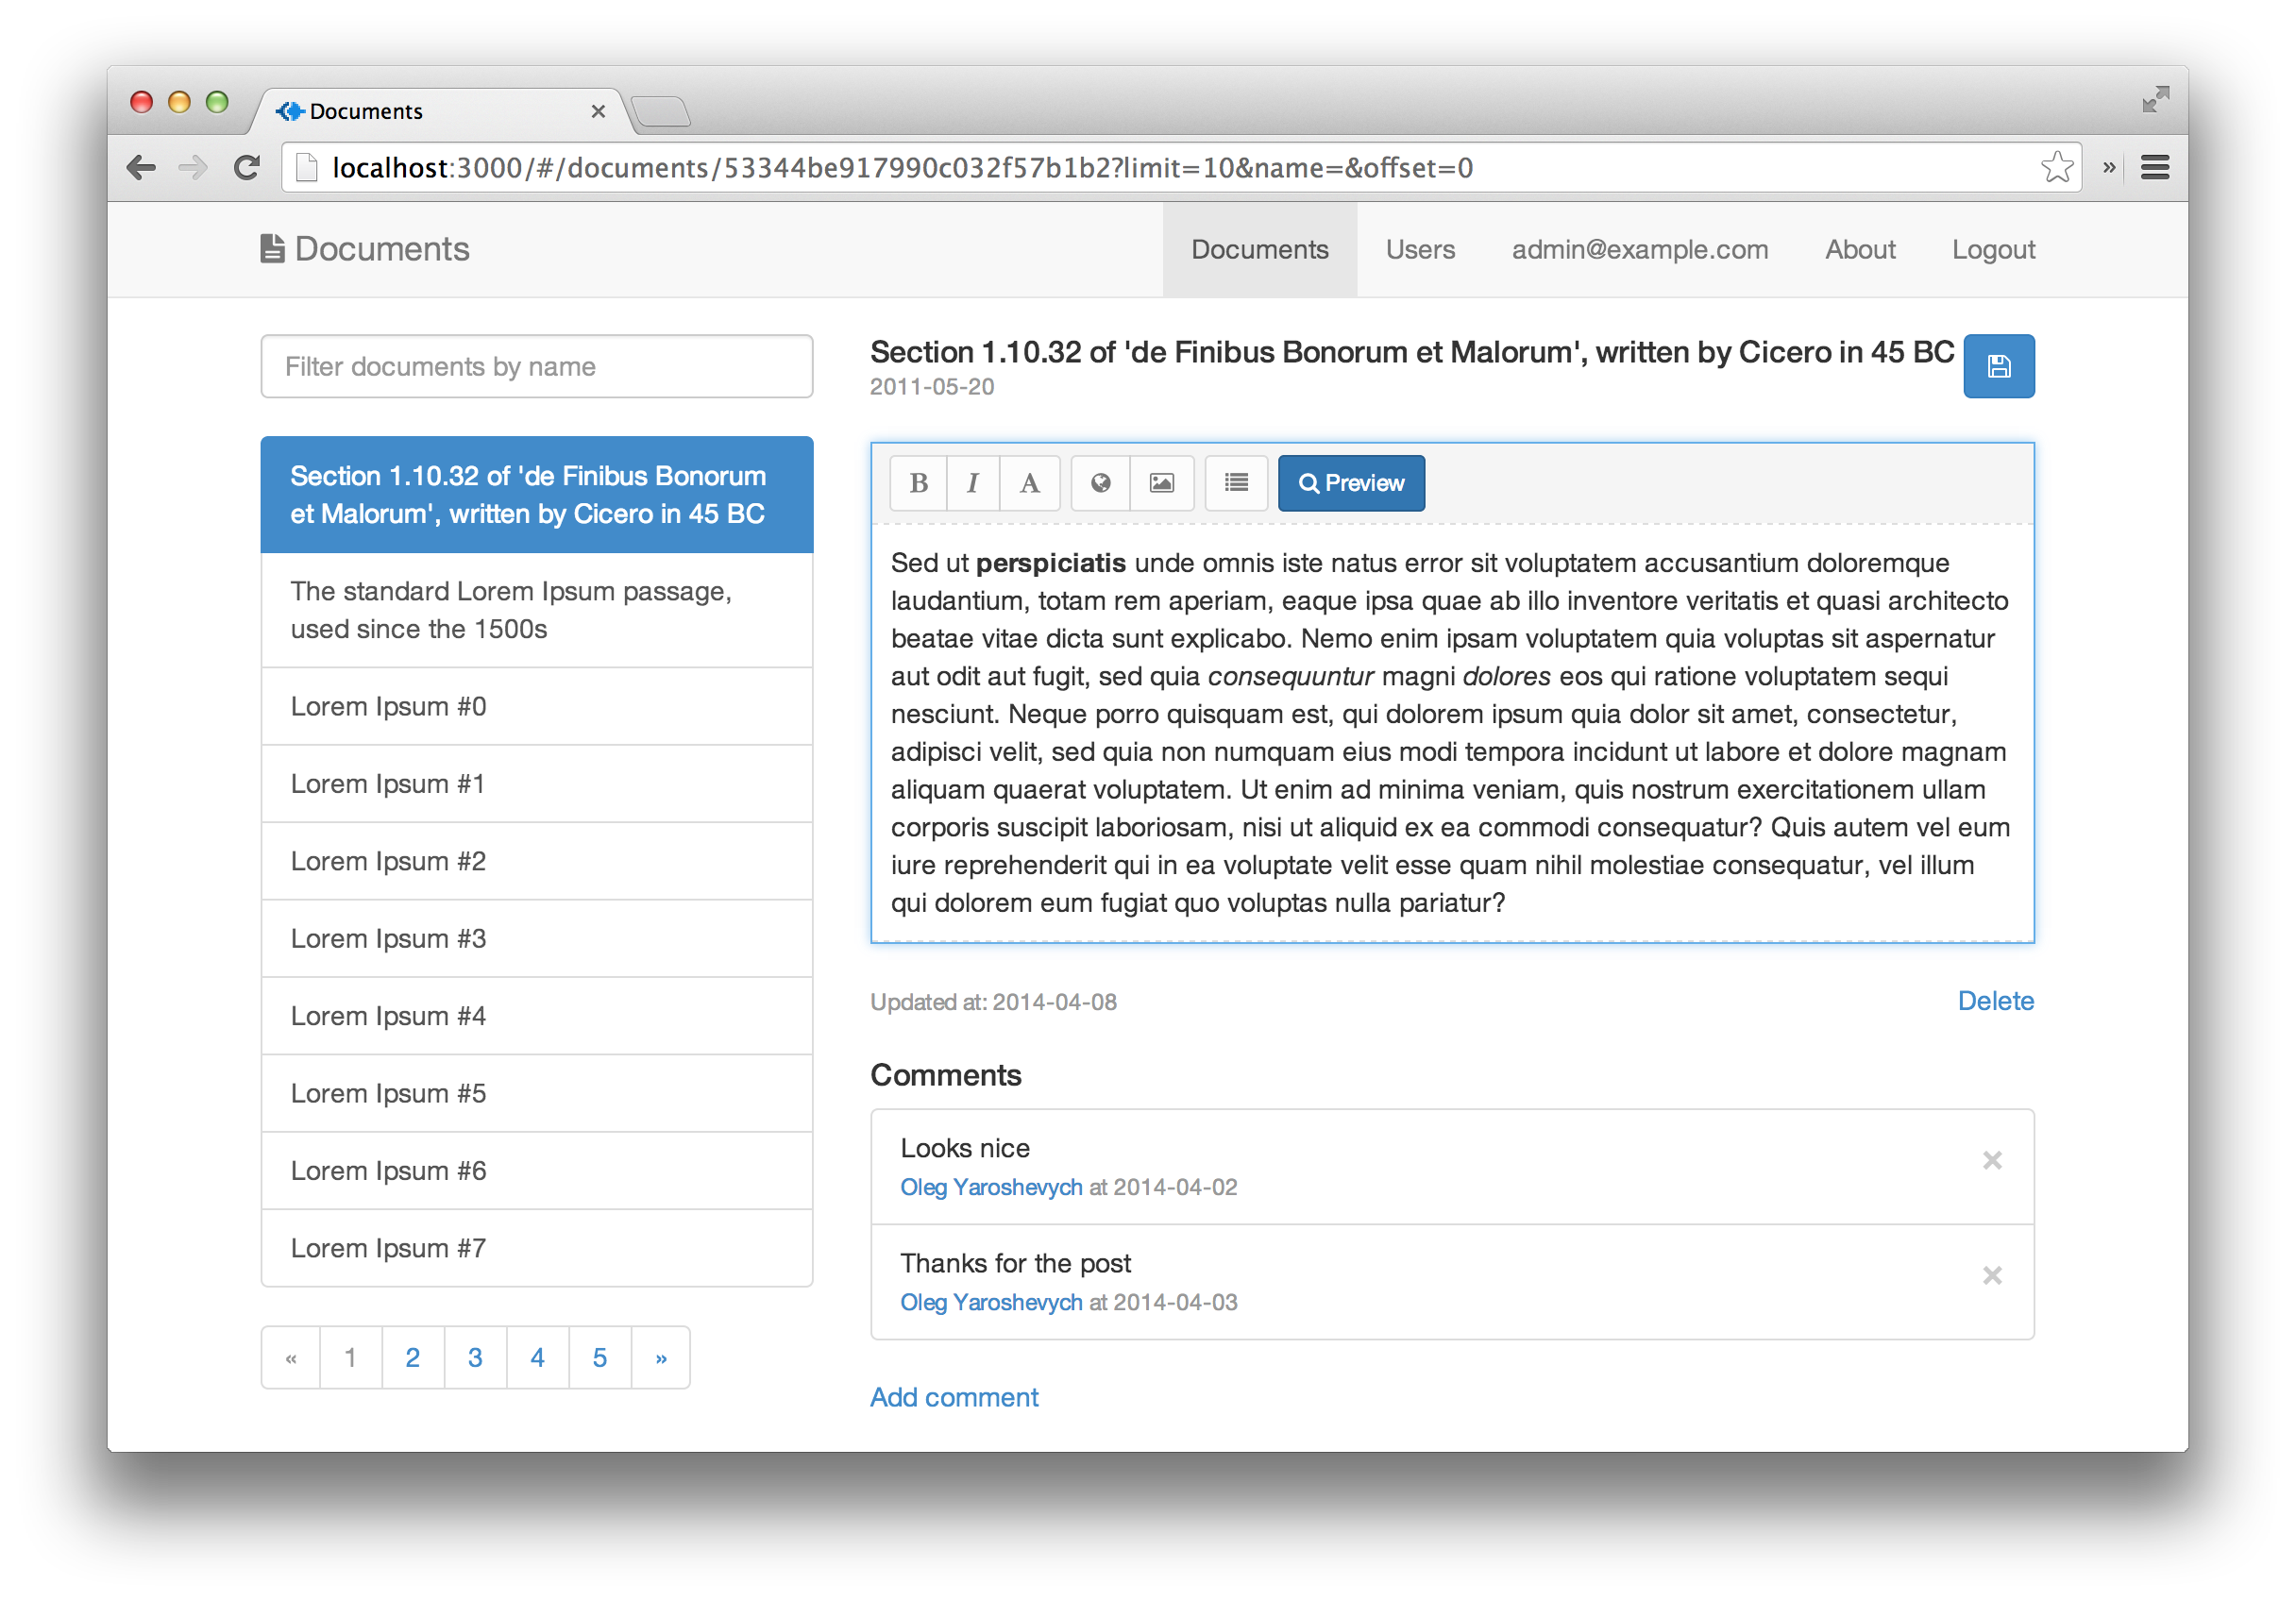 Documents
localhost:3000/#/documents/53344be917990c032f57b1b2?limit=10&name=&offset=0
Documents
Documents Users admin@example.com About Logout
Filter documents by name
Section 1.10.32 of 'de Finibus Bonorum
et Malorum', written by Cicero in 45 BC
The standard Lorem Ipsum passage,
used since the 1500s
Lorem Ipsum #0
Lorem Ipsum #1
Lorem Ipsum #2
Lorem Ipsum #3
Lorem Ipsum #4
Lorem Ipsum #5
Lorem Ipsum #6
Lorem Ipsum #7
« 1 2 3 4 5 »
Section 1.10.32 of 'de Finibus Bonorum et Malorum', written by Cicero in 45 BC
2011-05-20
B I A Preview
Sed ut perspiciatis unde omnis iste natus error sit voluptatem accusantium doloremque
laudantium, totam rem aperiam, eaque ipsa quae ab illo inventore veritatis et quasi architecto
beatae vitae dicta sunt explicabo. Nemo enim ipsam voluptatem quia voluptas sit aspernatur
aut odit aut fugit, sed quia consequuntur magni dolores eos qui ratione voluptatem sequi
nesciunt. Neque porro quisquam est, qui dolorem ipsum quia dolor sit amet, consectetur,
adipisci velit, sed quia non numquam eius modi tempora incidunt ut labore et dolore magnam
aliquam quaerat voluptatem. Ut enim ad minima veniam, quis nostrum exercitationem ullam
corporis suscipit laboriosam, nisi ut aliquid ex ea commodi consequatur? Quis autem vel eum
iure reprehenderit qui in ea voluptate velit esse quam nihil molestiae consequatur, vel illum
qui dolorem eum fugiat quo voluptas nulla pariatur?
Updated at: 2014-04-08
Delete
Comments
Looks nice
Oleg Yaroshevych at 2014-04-02
Thanks for the post
Oleg Yaroshevych at 2014-04-03
Add comment